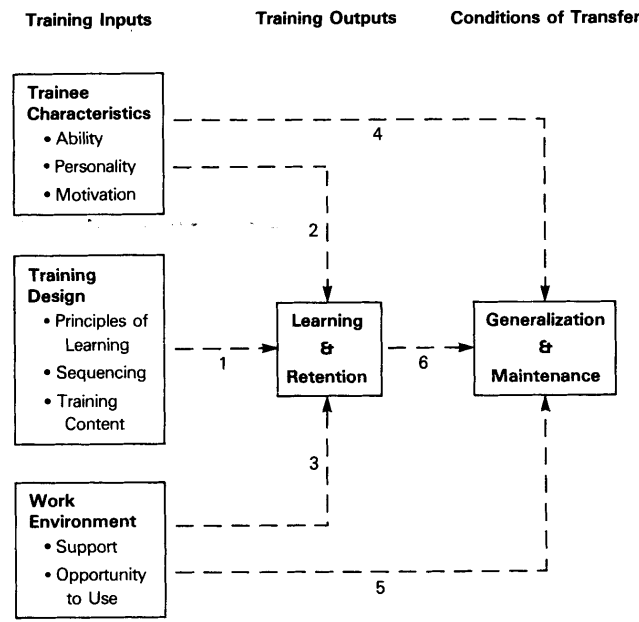 Training Inputs
Training Outputs
Conditions of Transfer
Trainee
Characteristics
• Ability
• Personality
• Motivation
4
2
Training
Design
• Principles of
Learning
• Sequencing
• Training
Content
1
Learning
&
Retention
6
Generalization
&
Maintenance
3
Work
Environment
• Support
• Opportunity
to Use
5